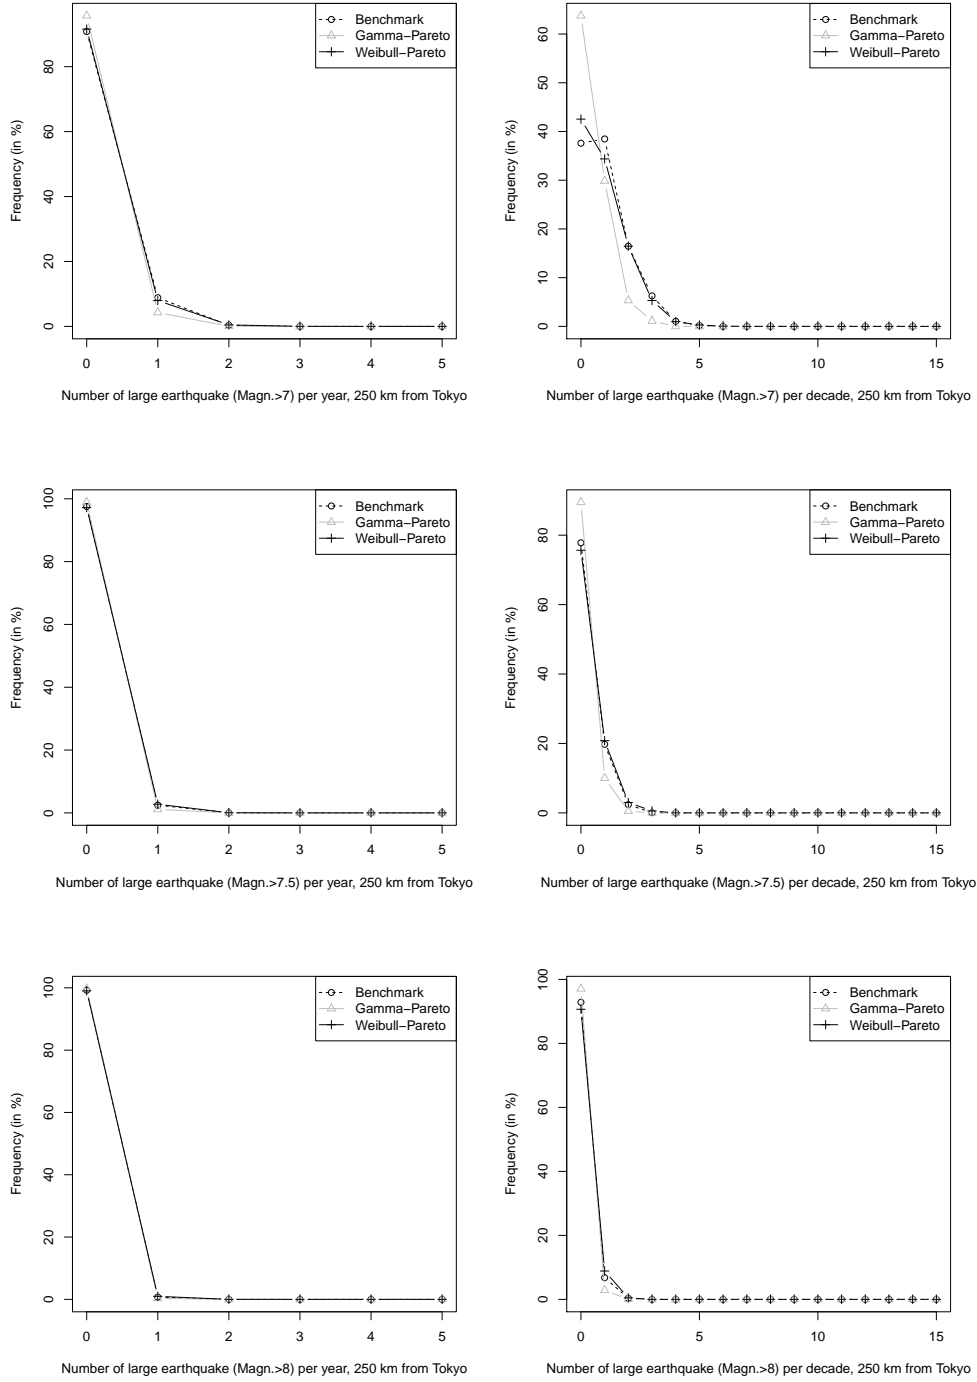 Benchmark
Gamma−Pareto
Weibull−Pareto
Frequency (in %)
0 20 40 60 80
0 1 2 3 4 5
Number of large earthquake (Magn.>7) per year, 250 km from Tokyo
Benchmark
Gamma−Pareto
Weibull−Pareto
Frequency (in %)
0 10 20 30 40 50 60
0 5 10 15
Number of large earthquake (Magn.>7) per decade, 250 km from Tokyo
Benchmark
Gamma−Pareto
Weibull−Pareto
Frequency (in %)
0 20 40 60 80 100
0 1 2 3 4 5
Number of large earthquake (Magn.>7.5) per year, 250 km from Tokyo
Benchmark
Gamma−Pareto
Weibull−Pareto
Frequency (in %)
0 20 40 60 80
0 5 10 15
Number of large earthquake (Magn.>7.5) per decade, 250 km from Tokyo
Benchmark
Gamma−Pareto
Weibull−Pareto
Frequency (in %)
0 20 40 60 80 100
0 1 2 3 4 5
Number of large earthquake (Magn.>8) per year, 250 km from Tokyo
Benchmark
Gamma−Pareto
Weibull−Pareto
Frequency (in %)
0 20 40 60 80 100
0 5 10 15
Number of large earthquake (Magn.>8) per decade, 250 km from Tokyo